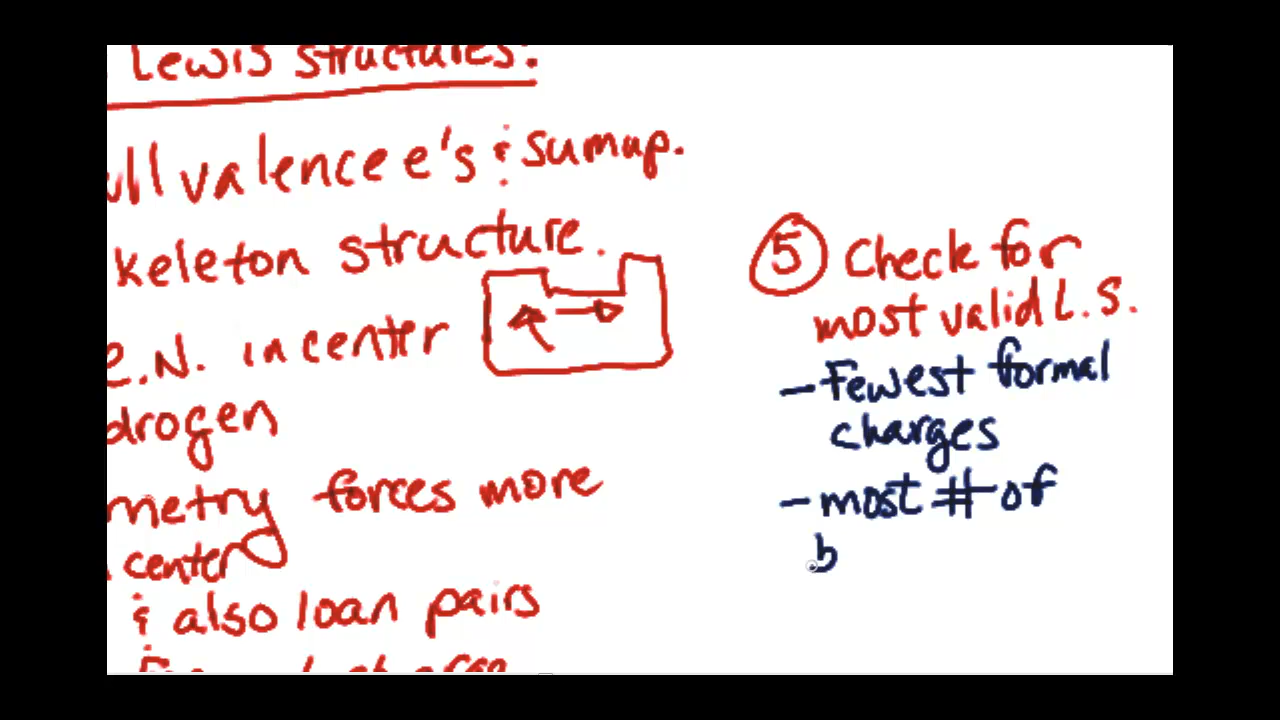 Lewis structures:
ull valence e's & sum up.
keleton structure.
e.N. in center
drogen
metry forces more
center
& also loan pairs
5 Check for
most valid L.S.
- Fewest formal
charges
- most # of
b